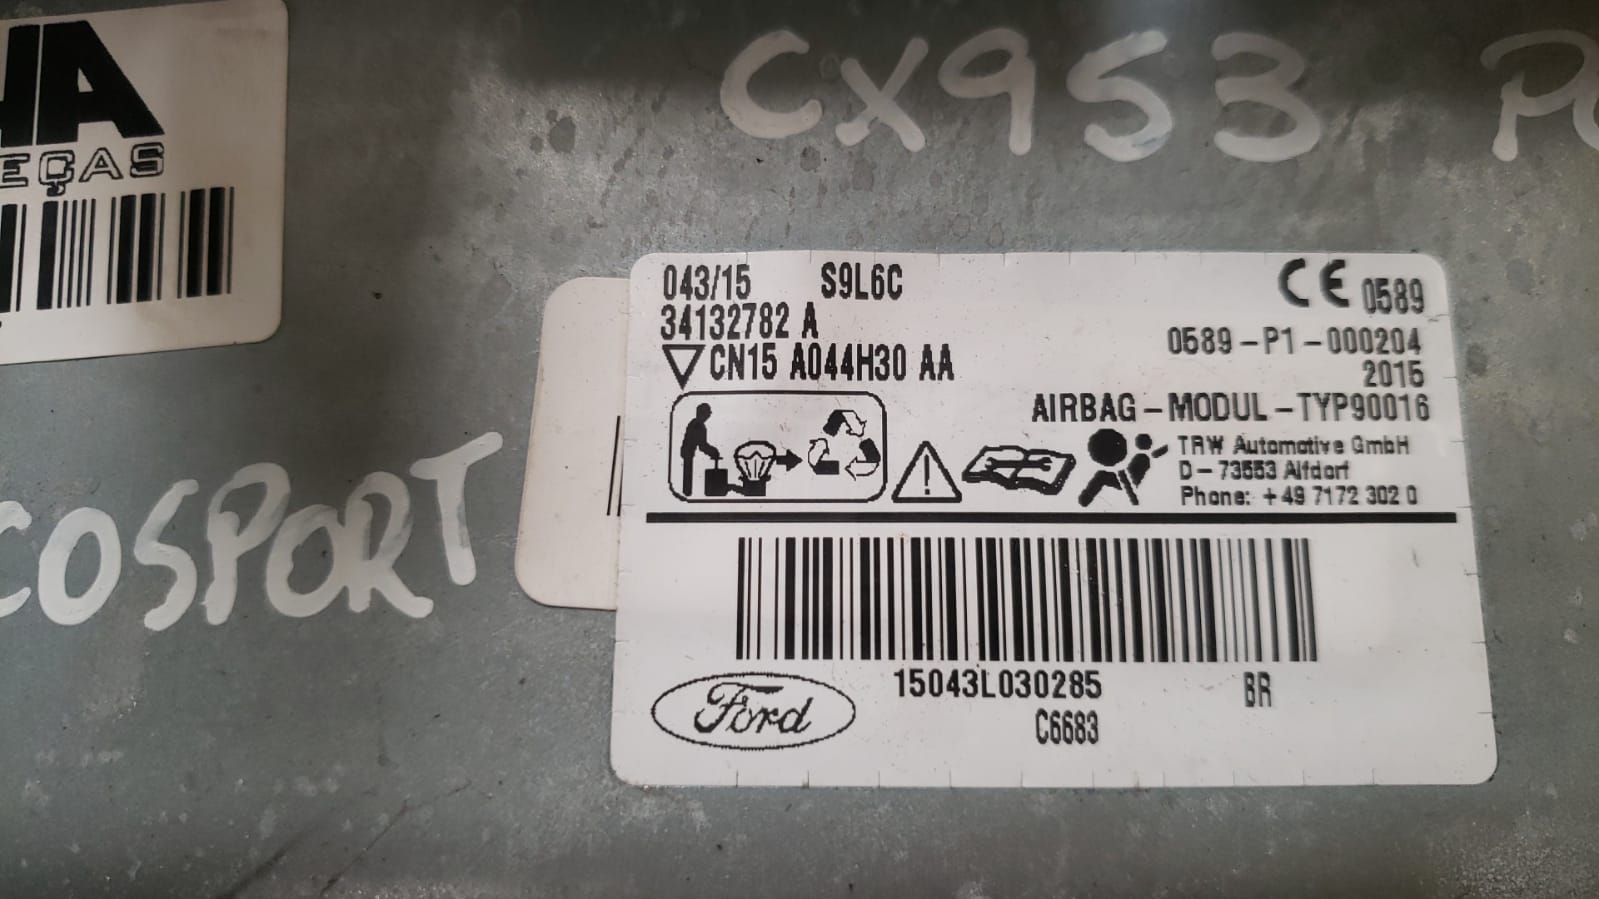 HA
EÇAS
CX953 P
COSPORT
043/15 S9L6C
34132782 A
CN15 A044H30 AA
CE 0589
0589-P1-000204
2015
AIRBAG-MODUL-TYP90016
TRW Automotive GmbH
D-73553 Alfdorf
Phone: +49 7172 302 0
15043L030285 BR
C6683
Ford